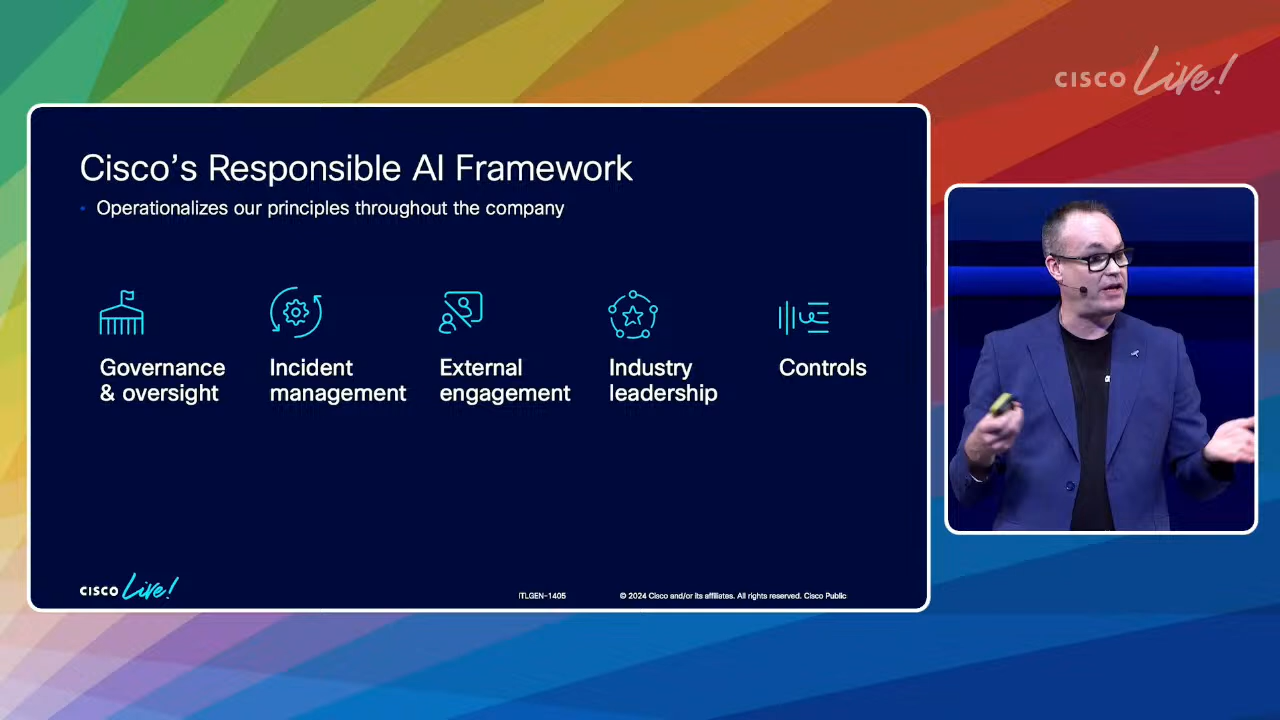 CISCO Live!
Cisco's Responsible AI Framework
• Operationalizes our principles throughout the company
Governance
& oversight
Incident
management
External
engagement
Industry
leadership
Controls
CISCO Live!
ITLGEN-1405
© 2024 Cisco and/or its affiliates. All rights reserved. Cisco Public